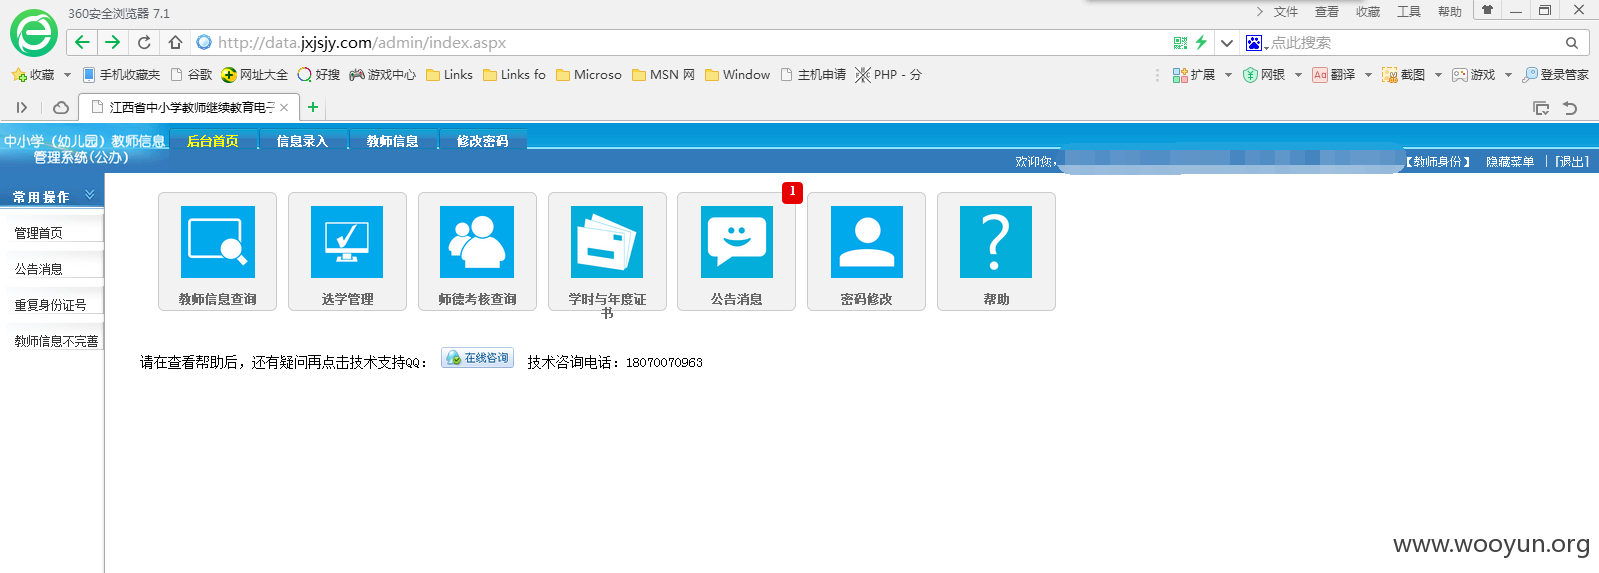 360安全浏览器 7.1
文件 查看 收藏 工具 帮助
http://data.jxjsjy.com/admin/index.aspx
点此搜索
收藏 手机收藏夹 谷歌 网址大全 好搜 游戏中心 Links Links fo Microso MSN 网 Window 主机申请 PHP - 分
扩展 网银 Aa 翻译 截图 游戏 登录管家
江西省中小学教师继续教育电子
中小学(幼儿园)教师信息
管理系统(公办)
后台首页 信息录入 教师信息 修改密码
欢迎您,
【教师身份】 隐藏菜单 | [退出]
常用操作
管理首页
公告消息
重复身份证号
教师信息不完善
1
教师信息查询 选学管理 师德考核查询 学时与年度证
书
公告消息 密码修改 帮助
请在查看帮助后，还有疑问再点击技术支持QQ： 在线咨询 技术咨询电话：18070070963
www.wooyun.org